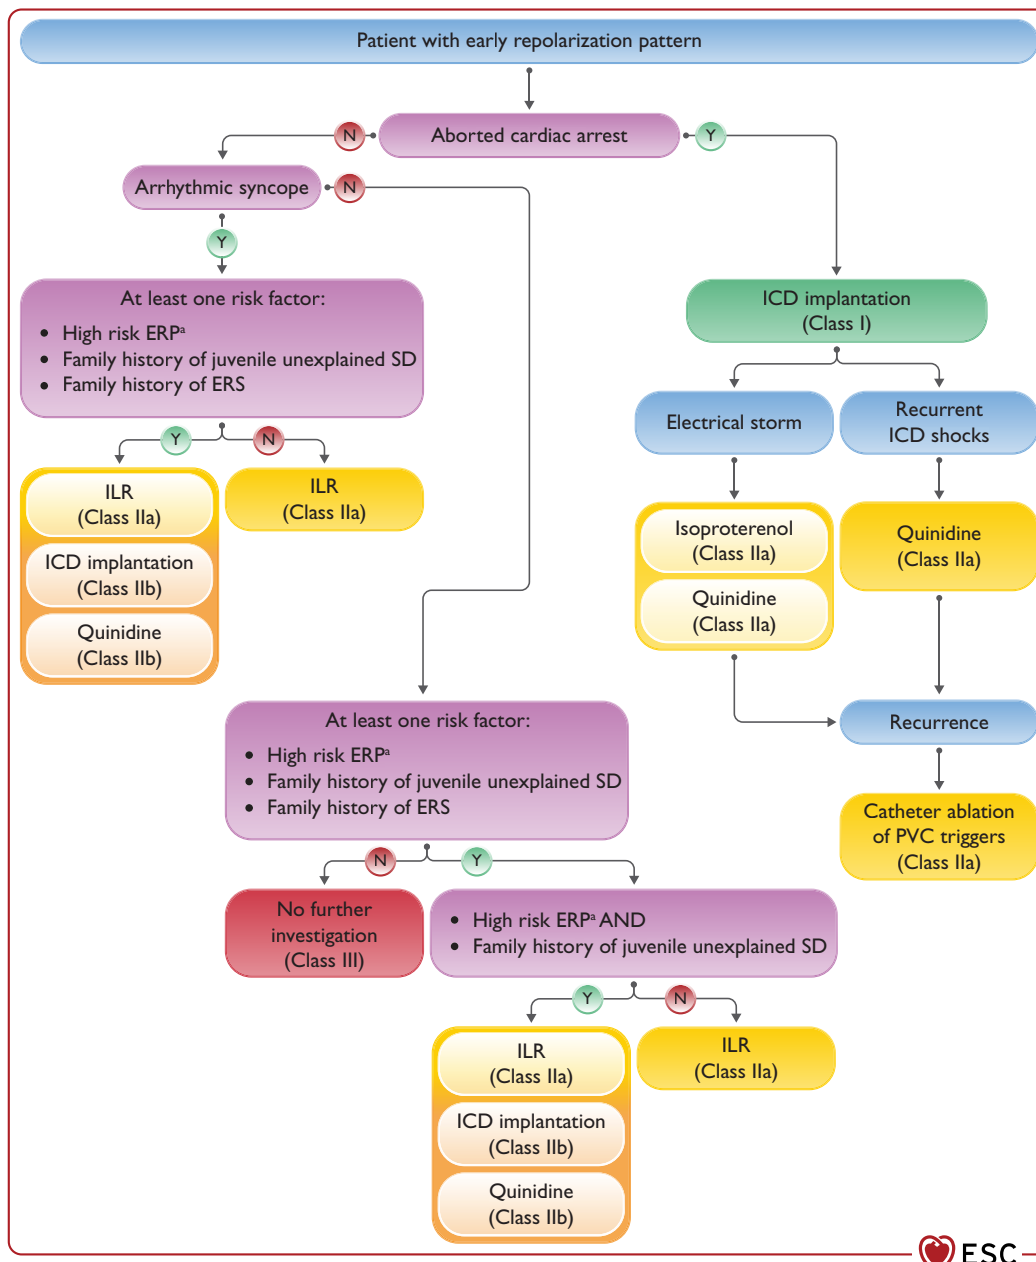 Patient with early repolarization pattern
Aborted cardiac arrest
N
Y
Arrhythmic syncope
N
Y
At least one risk factor:
• High risk ERPᵃ
• Family history of juvenile unexplained SD
• Family history of ERS
Y
N
ILR
(Class IIa)
ICD implantation
(Class IIb)
Quinidine
(Class IIb)
ILR
(Class IIa)
ICD implantation
(Class I)
Electrical storm
Recurrent
ICD shocks
Isoproterenol
(Class IIa)
Quinidine
(Class IIa)
Quinidine
(Class IIa)
Recurrence
Catheter ablation
of PVC triggers
(Class IIa)
At least one risk factor:
• High risk ERPᵃ
• Family history of juvenile unexplained SD
• Family history of ERS
N
Y
No further
investigation
(Class III)
• High risk ERPᵃ AND
• Family history of juvenile unexplained SD
Y
N
ILR
(Class IIa)
ICD implantation
(Class IIb)
Quinidine
(Class IIb)
ILR
(Class IIa)
ESC